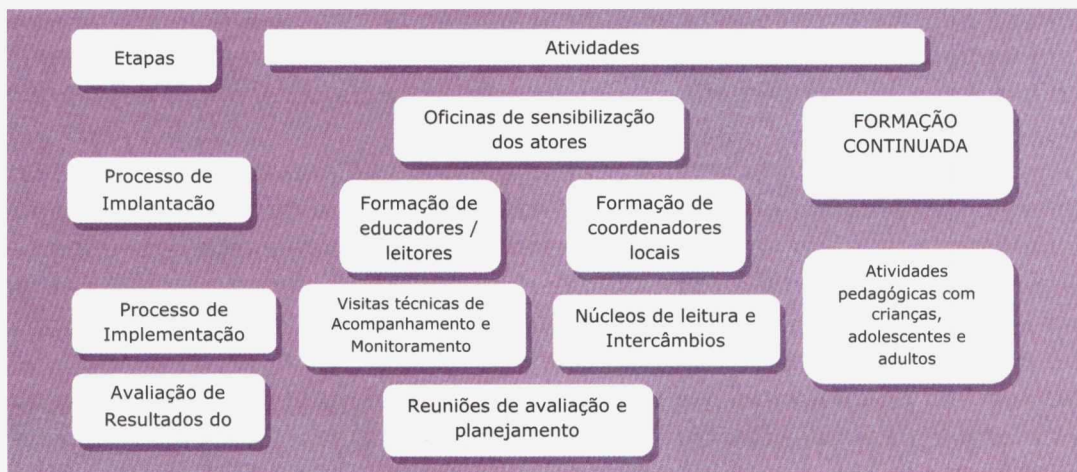 Etapas
Atividades
Oficinas de sensibilização
dos atores
FORMAÇÃO
CONTINUADA
Processo de
Implantação
Formação de
educadores /
leitores
Formação de
coordenadores
locais
Atividades
pedagógicas com
crianças,
adolescentes e
adultos
Processo de
Implementação
Visitas técnicas de
Acompanhamento e
Monitoramento
Núcleos de leitura e
Intercâmbios
Avaliação de
Resultados do
Reuniões de avaliação e
planejamento